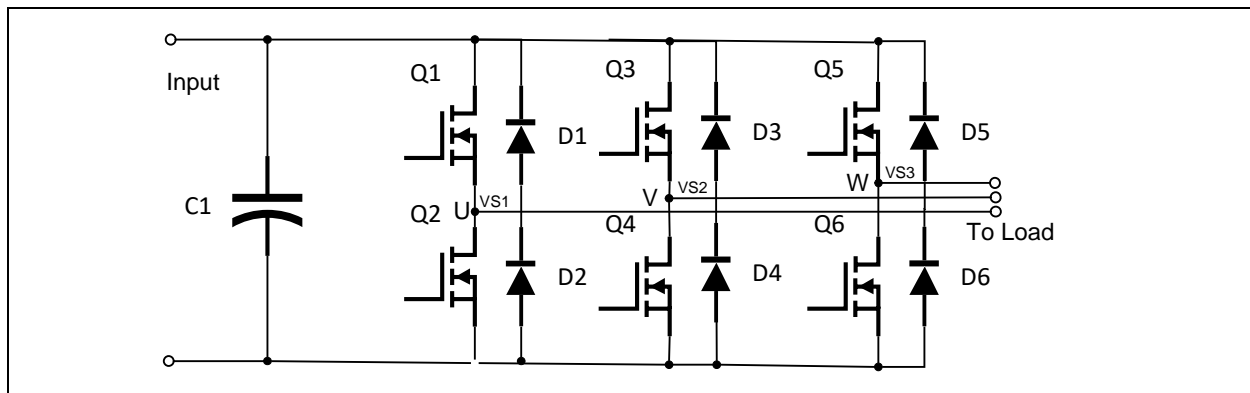 Q1
Q3
Q5
Input
D1
D3
D5
C1
Q2
U
VS1
V
VS2
W
VS3
Q4
Q6
To Load
D2
D4
D6